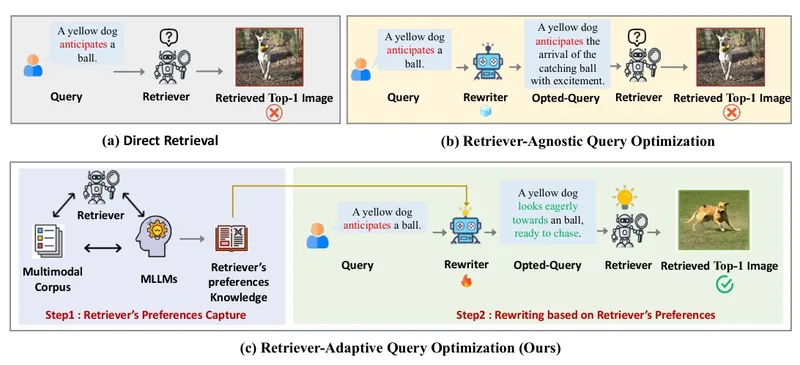 A yellow dog
anticipates a
ball.
?
Query
Retriever
Retrieved Top-1 Image
(a) Direct Retrieval
A yellow dog
anticipates a
ball.
A yellow dog
anticipates the
arrival of the
catching ball
with excitement.
?
Query
Rewriter
Opted-Query
Retriever
Retrieved Top-1 Image
(b) Retriever-Agnostic Query Optimization
Retriever
Multimodal
Corpus
MLLMs
Retriever's
preferences
Knowledge
Step1 : Retriever's Preferences Capture
A yellow dog
anticipates a ball.
A yellow dog
looks eagerly
towards an ball,
ready to chase.
Query
Rewriter
Opted-Query
Retriever
Retrieved Top-1 Image
Step2 : Rewriting based on Retriever's Preferences
(c) Retriever-Adaptive Query Optimization (Ours)